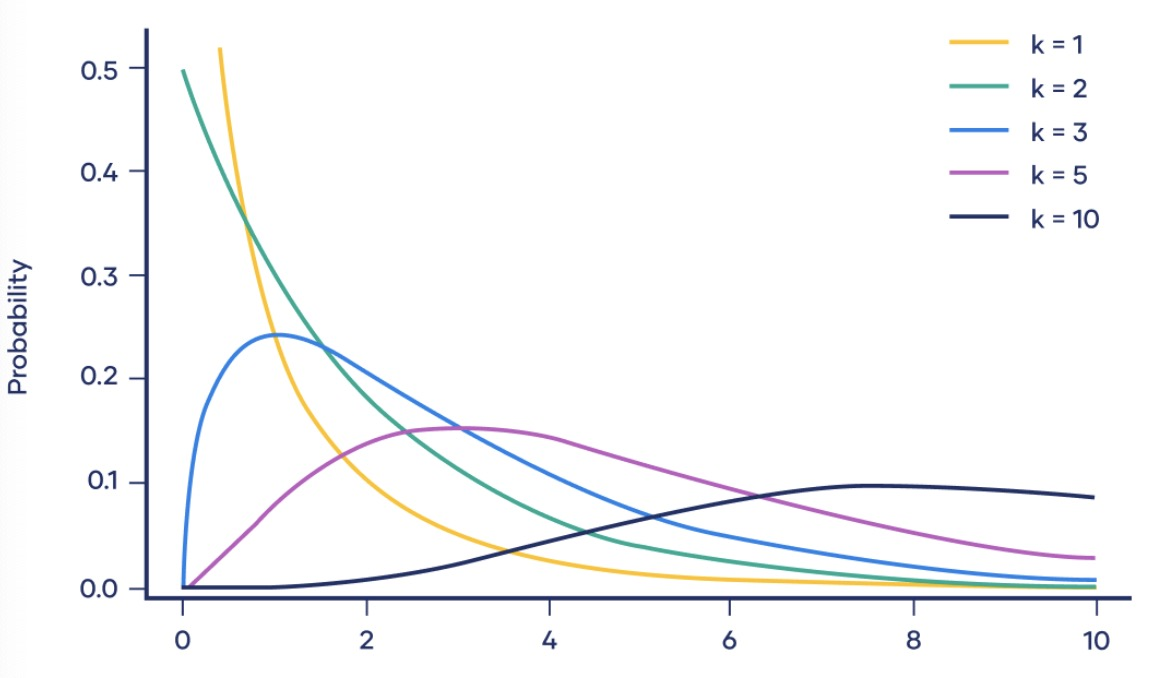 k = 1
k = 2
k = 3
k = 5
k = 10
Probability
0.5
0.4
0.3
0.2
0.1
0.0
0 2 4 6 8 10